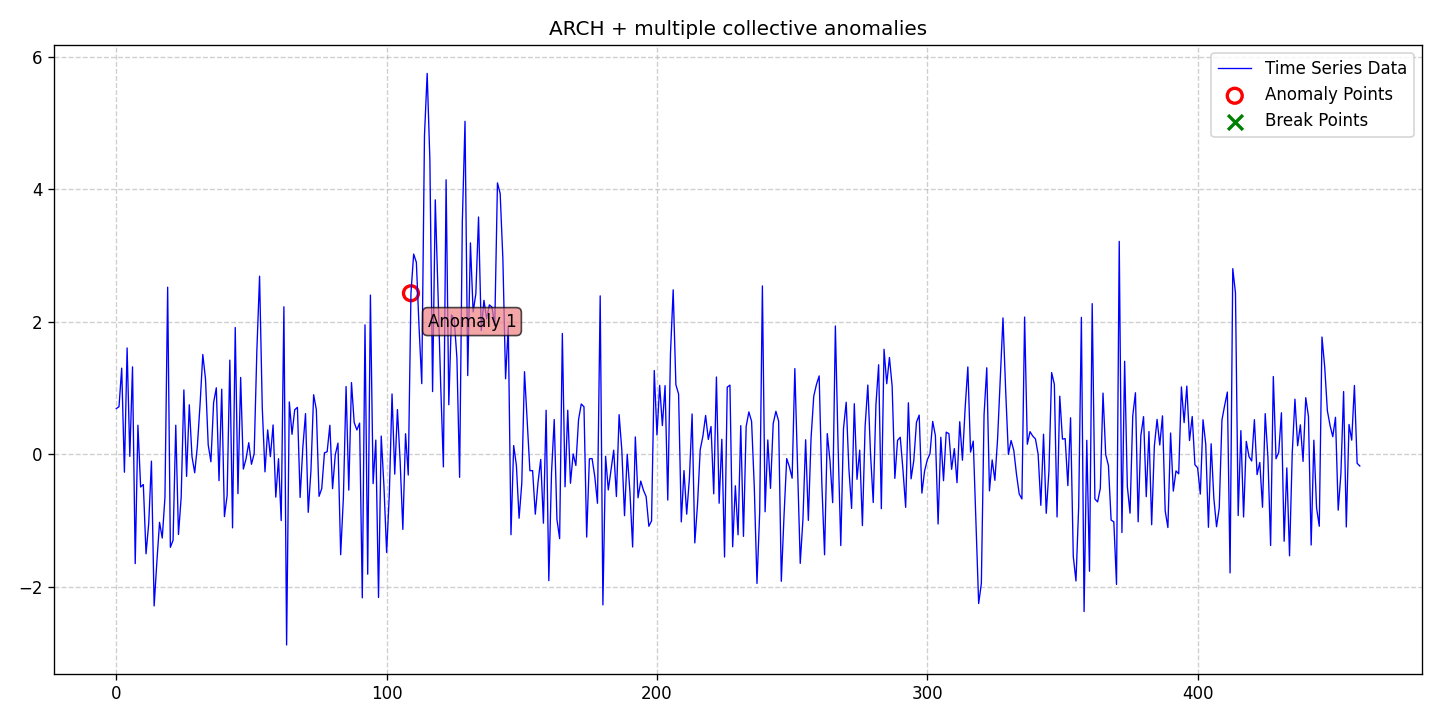 ARCH + multiple collective anomalies
6
4
2
0
−2
0
100
200
300
400
Time Series Data
Anomaly Points
Break Points
Anomaly 1